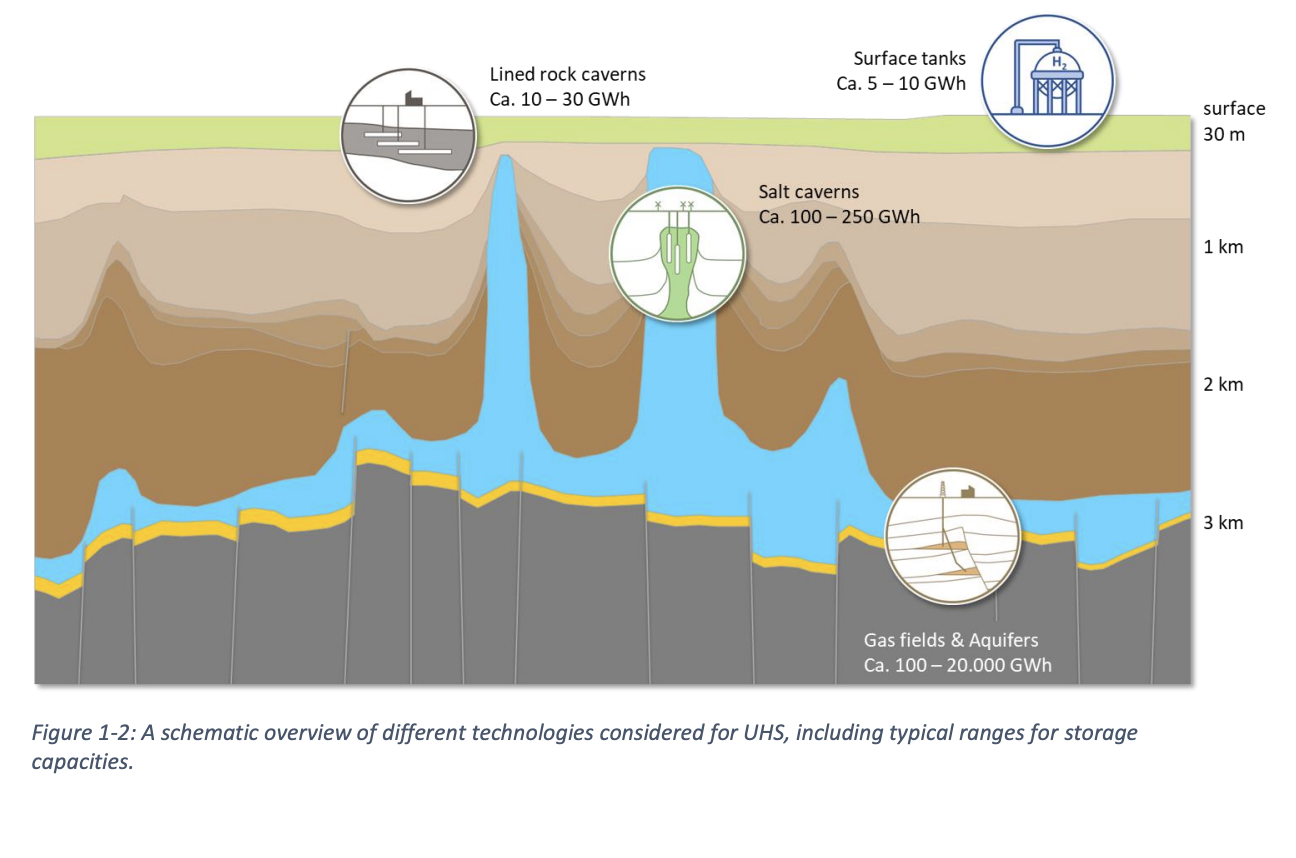 Lined rock caverns
Ca. 10 – 30 GWh
Surface tanks
Ca. 5 – 10 GWh
H2
surface
30 m
Salt caverns
Ca. 100 – 250 GWh
1 km
2 km
3 km
Gas fields & Aquifers
Ca. 100 – 20.000 GWh
Figure 1-2: A schematic overview of different technologies considered for UHS, including typical ranges for storage
capacities.